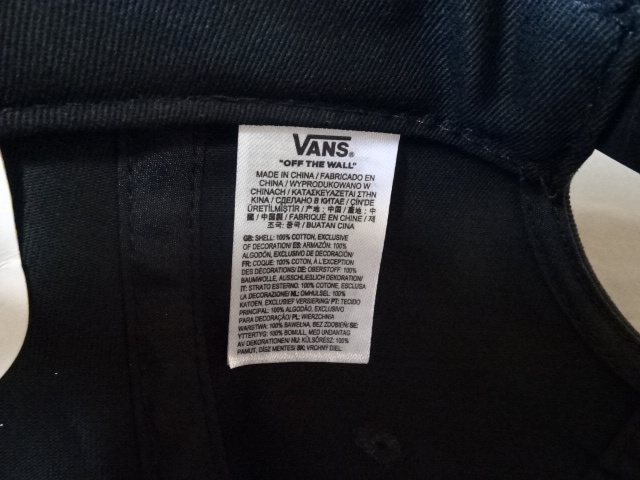 VANS®
"OFF THE WALL"
MADE IN CHINA / FABRICADO EN
CHINA / WYPRODUKOWANO W
CHINACH / ΚΑΤΑΣΚΕΥΑΖΕΤΑΙ ΣΤΗΝ
ΚΙΝΑ / СДЕЛАНО В КИТАЕ / ÇİN'DE
ÜRETİLMİŞTİR / 产地：中国 / 產地：中
國 / 中国製 / FABRIQUÉ EN CHINE / 제
조국: 중국 / BUATAN CINA
GB: SHELL: 100% COTTON, EXCLUSIVE
OF DECORATION/ ES: ARMAZÓN: 100%
ALGODÓN, EXCLUSIVO DE DECORACIÓN/
FR: COQUE: 100% COTON, À L'EXCEPTION
DES DÉCORATIONS/ DE: OBERSTOFF: 100%
BAUMWOLLE, AUSSCHLIESLICH DEKORATION/
IT: STRATO ESTERNO: 100% COTONE, ESCLUSA
LA DECORAZIONE/ NL: OMHULSEL: 100%
KATOEN, EXCLUSIEF VERSIERING/ PT: TECIDO
PRINCIPAL: 100% ALGODÃO, EXCLUSIVO
PARA DECORAÇÃO/ PL: WIERZCHNIA
WARSTWA: 100% BAWEŁNA, BEZ ZDOBIEŃ/ SE:
YTTERTYG: 100% BOMULL, MED UNDANTAG
AV DEKORATIONEN/ HU: KÜLSŐRÉSZ: 100%
PAMUT, DÍSZ MENTES/ SK: VRCHNÝ DIEL: